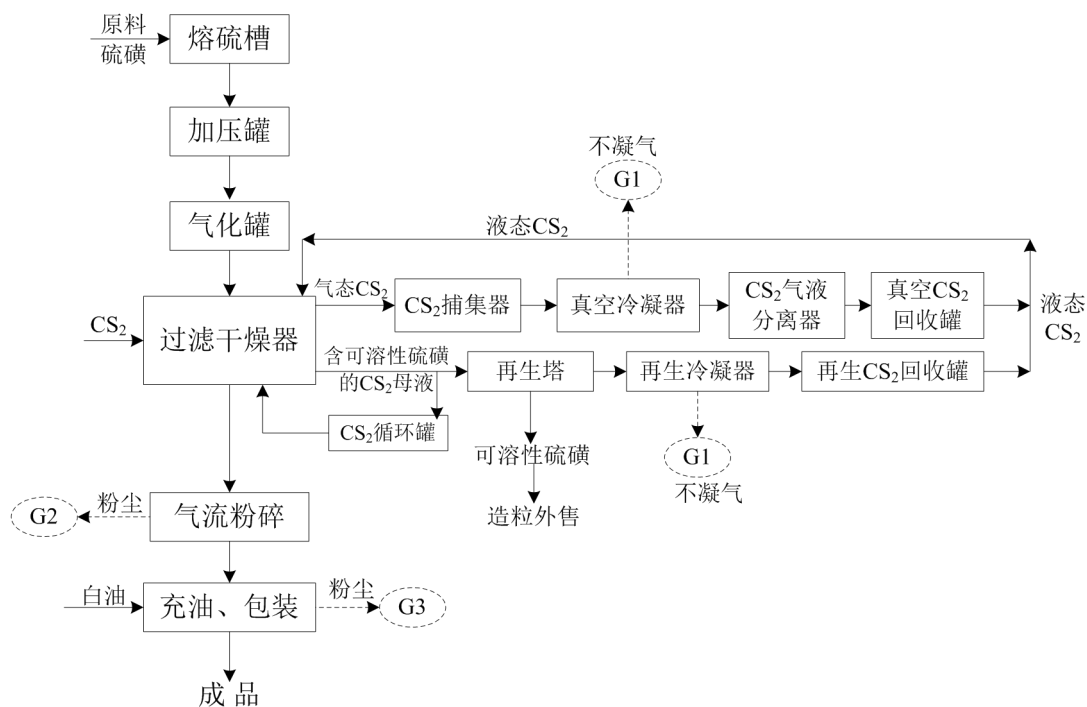 原料
硫磺
熔硫槽
加压罐
不凝气
G1
气化罐
液态CS₂
气态CS₂
CS₂捕集器
真空冷凝器
CS₂气液
分离器
真空CS₂
回收罐
液态
CS₂
CS₂
过滤干燥器
含可溶性硫磺
的CS₂母液
再生塔
再生冷凝器
再生CS₂回收罐
CS₂循环罐
可溶性硫磺
G1
不凝气
造粒外售
粉尘
G2
气流粉碎
白油
充油、包装
粉尘
G3
成 品